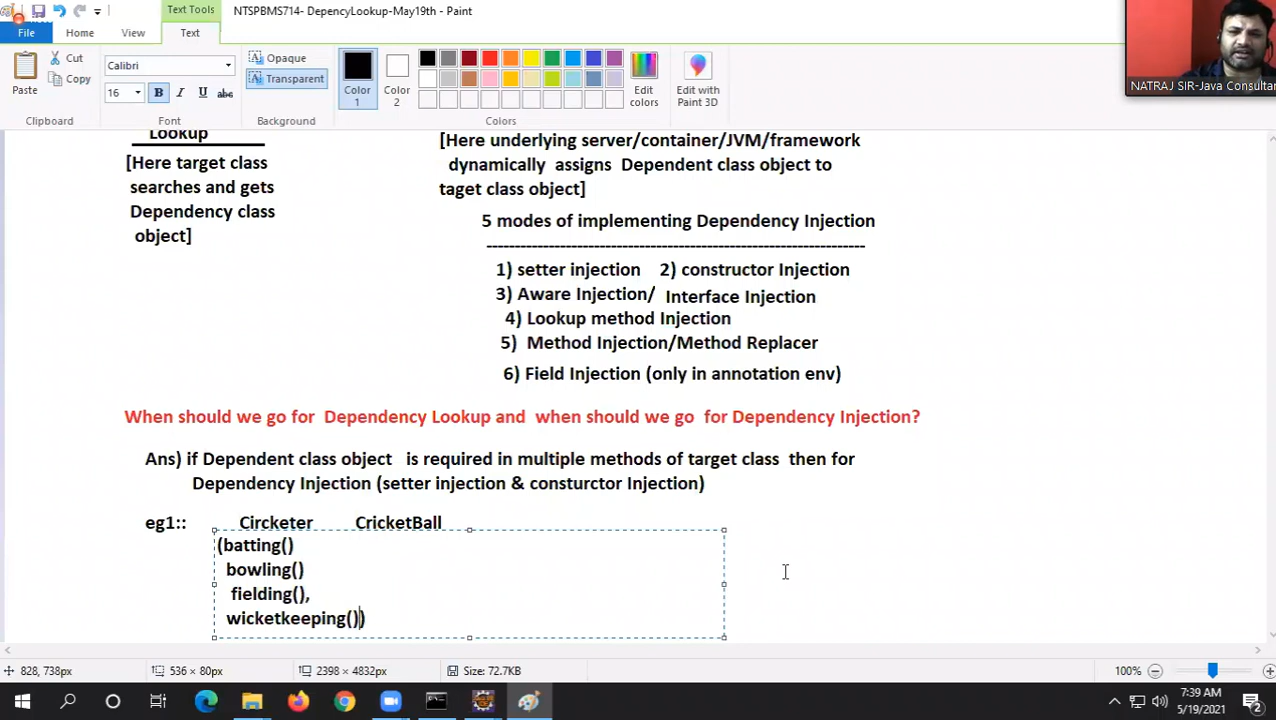 NTSPBMS714- DepencyLookup-May19th - Paint
Text Tools
File Home View Text
Paste
Cut
Copy
Clipboard
Calibri
16 B I U abc
Font
Opaque
Transparent
Background
Color 1
Color 2
Edit colors
Edit with Paint 3D
Colors
NATRAJ SIR-Java Consultan
Lookup
[Here target class
searches and gets
Dependency class
object]
[Here underlying server/container/JVM/framework
dynamically assigns Dependent class object to
taget class object]
5 modes of implementing Dependency Injection
-------------------------------------------------------------------
1) setter injection 2) constructor Injection
3) Aware Injection/ Interface Injection
4) Lookup method Injection
5) Method Injection/Method Replacer
6) Field Injection (only in annotation env)
When should we go for Dependency Lookup and when should we go for Dependency Injection?
Ans) if Dependent class object is required in multiple methods of target class then for
Dependency Injection (setter injection & consturctor Injection)
eg1:: Circketer CricketBall
(batting()
bowling()
fielding(),
wicketkeeping())
828, 738px 536 × 80px 2398 × 4832px Size: 72.7KB 100%
7:39 AM
5/19/2021
2